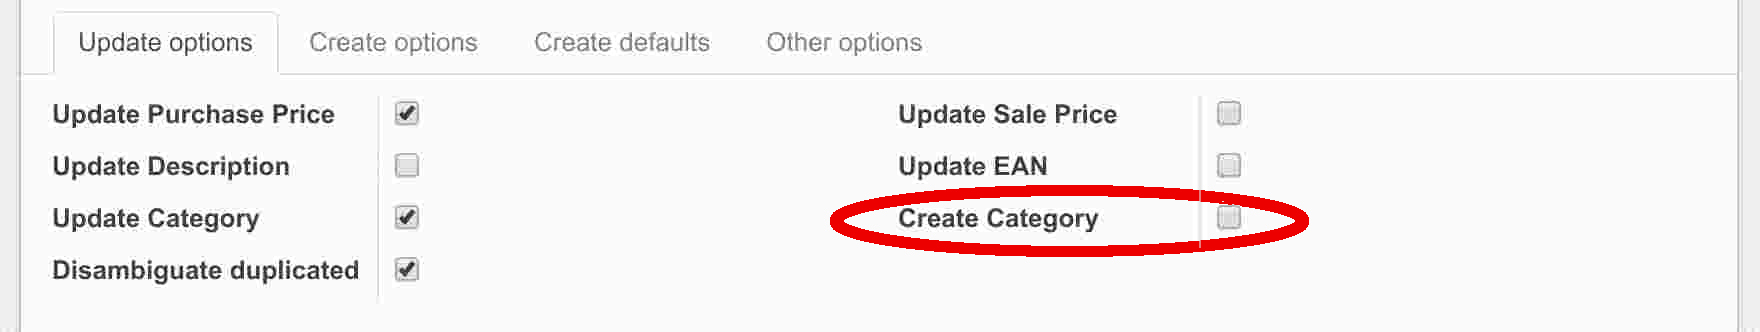 Update options Create options Create defaults Other options
Update Purchase Price Update Sale Price
Update Description Update EAN
Update Category Create Category
Disambiguate duplicated